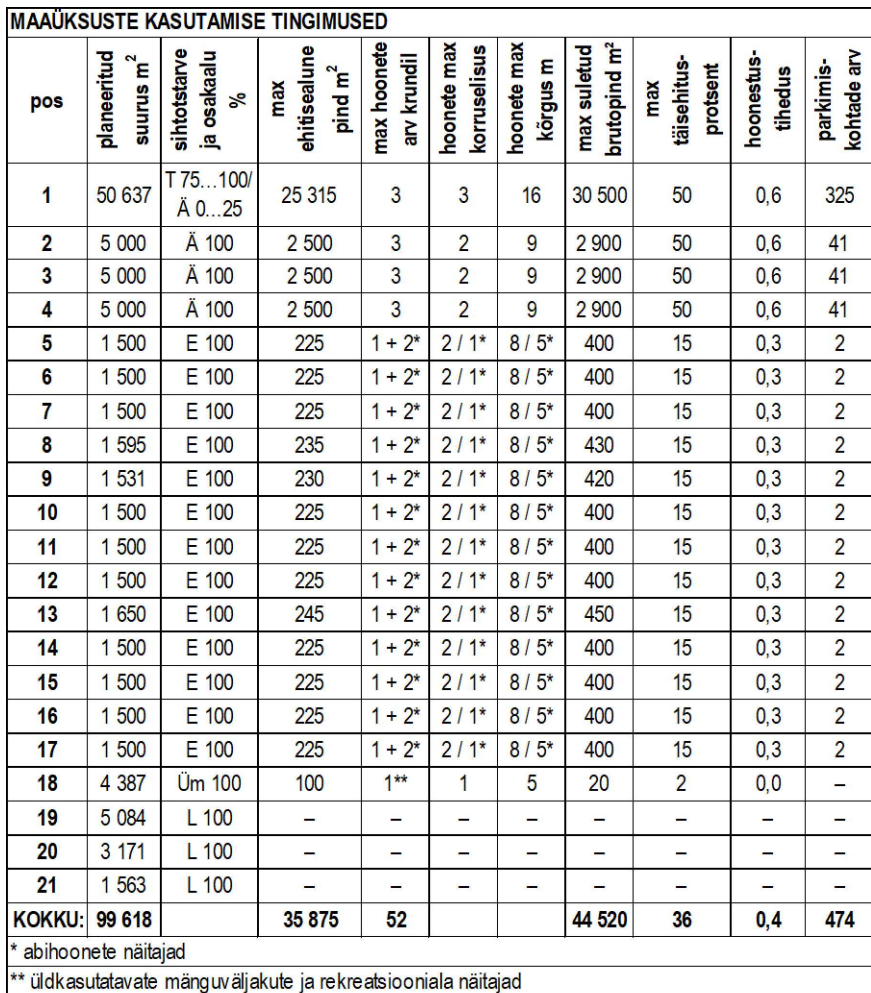 MAAÜKSUSTE KASUTAMISE TINGIMUSED
pos planeeritud suurus m² sihtotstarve ja osakaalu % max ehitisealune pind m² max hoonete arv krundil hoonete max korruselisus hoonete max kõrgus m max suletud brutopind m² max täisehitus-protsent hoonestus-tihedus parkimis-kohtade arv
1 50 637 T 75...100/ Ä 0...25 25 315 3 3 16 30 500 50 0,6 325
2 5 000 Ä 100 2 500 3 2 9 2 900 50 0,6 41
3 5 000 Ä 100 2 500 3 2 9 2 900 50 0,6 41
4 5 000 Ä 100 2 500 3 2 9 2 900 50 0,6 41
5 1 500 E 100 225 1 + 2* 2 / 1* 8 / 5* 400 15 0,3 2
6 1 500 E 100 225 1 + 2* 2 / 1* 8 / 5* 400 15 0,3 2
7 1 500 E 100 225 1 + 2* 2 / 1* 8 / 5* 400 15 0,3 2
8 1 595 E 100 235 1 + 2* 2 / 1* 8 / 5* 430 15 0,3 2
9 1 531 E 100 230 1 + 2* 2 / 1* 8 / 5* 420 15 0,3 2
10 1 500 E 100 225 1 + 2* 2 / 1* 8 / 5* 400 15 0,3 2
11 1 500 E 100 225 1 + 2* 2 / 1* 8 / 5* 400 15 0,3 2
12 1 500 E 100 225 1 + 2* 2 / 1* 8 / 5* 400 15 0,3 2
13 1 650 E 100 245 1 + 2* 2 / 1* 8 / 5* 450 15 0,3 2
14 1 500 E 100 225 1 + 2* 2 / 1* 8 / 5* 400 15 0,3 2
15 1 500 E 100 225 1 + 2* 2 / 1* 8 / 5* 400 15 0,3 2
16 1 500 E 100 225 1 + 2* 2 / 1* 8 / 5* 400 15 0,3 2
17 1 500 E 100 225 1 + 2* 2 / 1* 8 / 5* 400 15 0,3 2
18 4 387 Üm 100 100 1** 1 5 20 2 0,0 –
19 5 084 L 100 – – – – – – – –
20 3 171 L 100 – – – – – – – –
21 1 563 L 100 – – – – – – – –
KOKKU: 99 618 35 875 52 44 520 36 0,4 474
* abihoonete näitajad
** üldkasutatavate mänguväljakute ja rekreatsiooniala näitajad